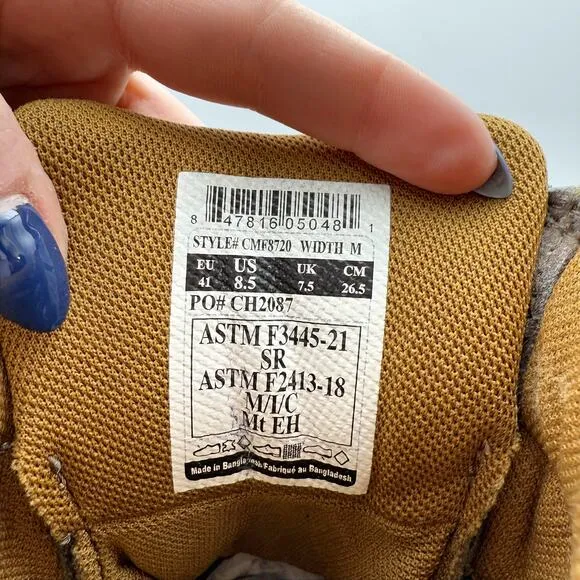 8 47816 05048 1
STYLE# CMF8720 WIDTH M
EU US UK CM
41 8.5 7.5 26.5
PO# CH2087
ASTM F3445-21
SR
ASTM F2413-18
M/I/C
Mt EH
Made in Bangladesh/Fabriqué au Bangladesh